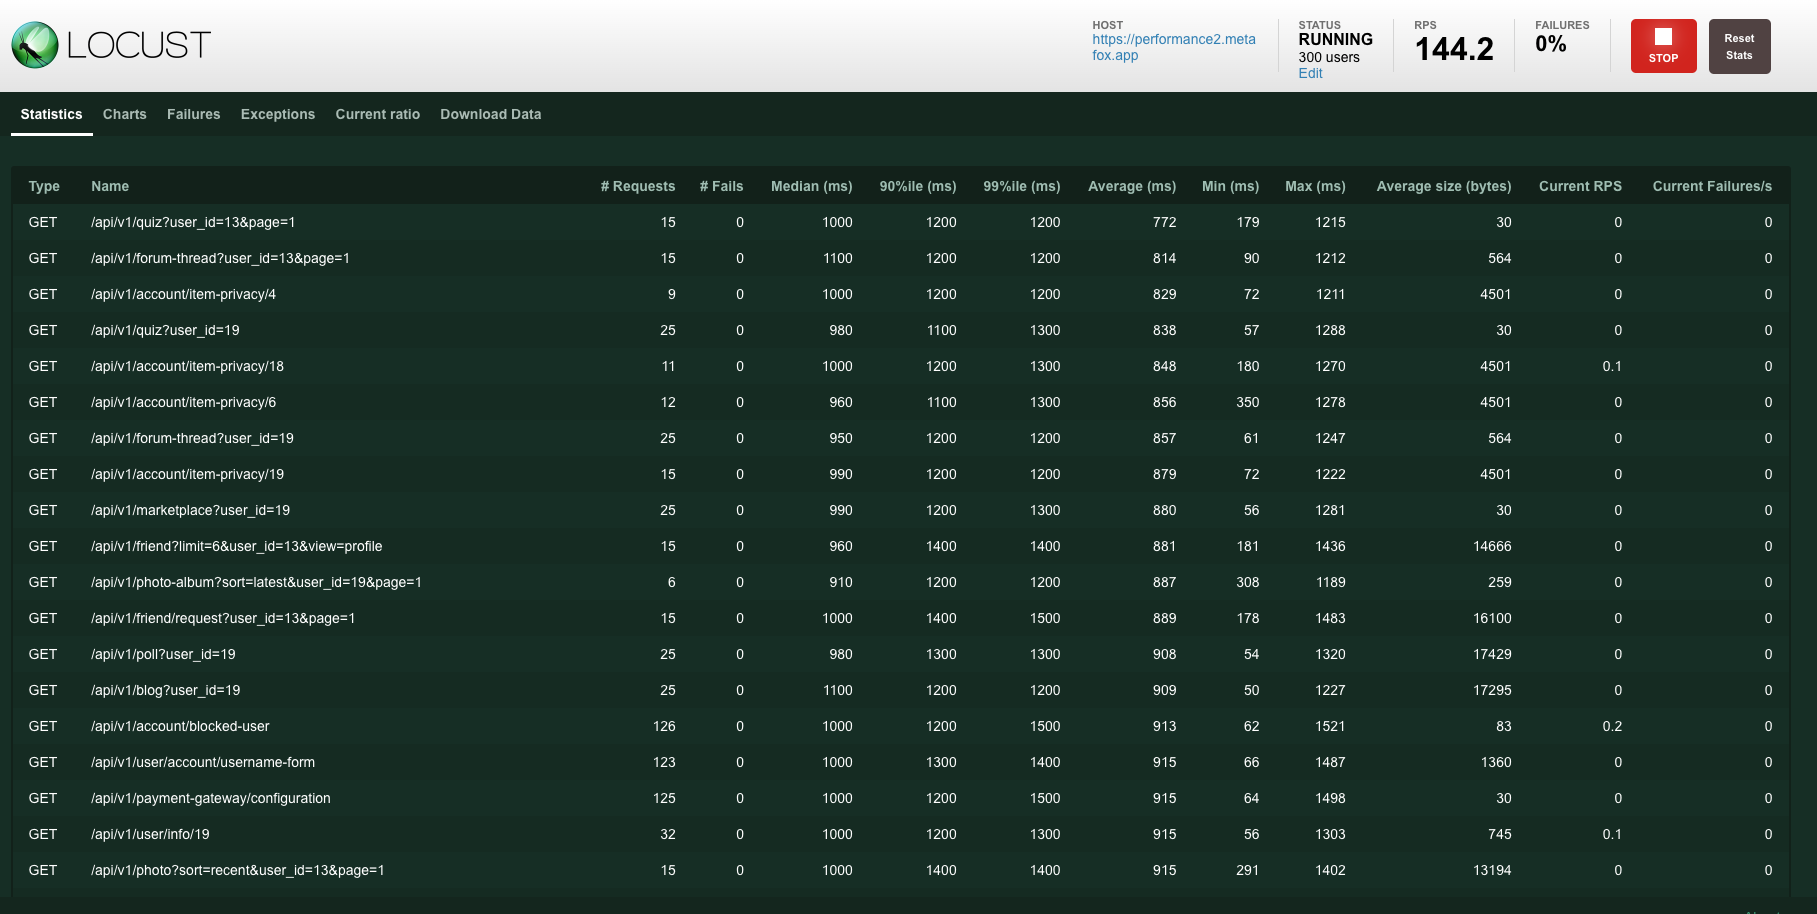 LOCUST
HOST
https://performance2.meta
fox.app
STATUS
RUNNING
300 users
Edit
RPS
144.2
FAILURES
0%
STOP
Reset
Stats
Statistics Charts Failures Exceptions Current ratio Download Data
Type Name # Requests # Fails Median (ms) 90%ile (ms) 99%ile (ms) Average (ms) Min (ms) Max (ms) Average size (bytes) Current RPS Current Failures/s
GET /api/v1/quiz?user_id=13&page=1 15 0 1000 1200 1200 772 179 1215 30 0 0
GET /api/v1/forum-thread?user_id=13&page=1 15 0 1100 1200 1200 814 90 1212 564 0 0
GET /api/v1/account/item-privacy/4 9 0 1000 1200 1200 829 72 1211 4501 0 0
GET /api/v1/quiz?user_id=19 25 0 980 1100 1300 838 57 1288 30 0 0
GET /api/v1/account/item-privacy/18 11 0 1000 1200 1300 848 180 1270 4501 0.1 0
GET /api/v1/account/item-privacy/6 12 0 960 1100 1300 856 350 1278 4501 0 0
GET /api/v1/forum-thread?user_id=19 25 0 950 1200 1200 857 61 1247 564 0 0
GET /api/v1/account/item-privacy/19 15 0 990 1200 1200 879 72 1222 4501 0 0
GET /api/v1/marketplace?user_id=19 25 0 990 1200 1300 880 56 1281 30 0 0
GET /api/v1/friend?limit=6&user_id=13&view=profile 15 0 960 1400 1400 881 181 1436 14666 0 0
GET /api/v1/photo-album?sort=latest&user_id=19&page=1 6 0 910 1200 1200 887 308 1189 259 0 0
GET /api/v1/friend/request?user_id=13&page=1 15 0 1000 1400 1500 889 178 1483 16100 0 0
GET /api/v1/poll?user_id=19 25 0 980 1300 1300 908 54 1320 17429 0 0
GET /api/v1/blog?user_id=19 25 0 1100 1200 1200 909 50 1227 17295 0 0
GET /api/v1/account/blocked-user 126 0 1000 1200 1500 913 62 1521 83 0.2 0
GET /api/v1/user/account/username-form 123 0 1000 1300 1400 915 66 1487 1360 0 0
GET /api/v1/payment-gateway/configuration 125 0 1000 1200 1500 915 64 1498 30 0 0
GET /api/v1/user/info/19 32 0 1000 1200 1300 915 56 1303 745 0.1 0
GET /api/v1/photo?sort=recent&user_id=13&page=1 15 0 1000 1400 1400 915 291 1402 13194 0 0